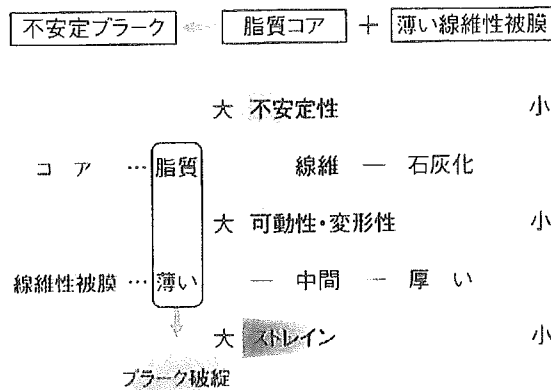 不安定プラーク ← 脂質コア + 薄い線維性被膜
大 不安定性 小
コア … 脂質 線維 — 石灰化
大 可動性・変形性 小
線維性被膜 … 薄い — 中間 — 厚い
大 ストレイン 小
プラーク破綻